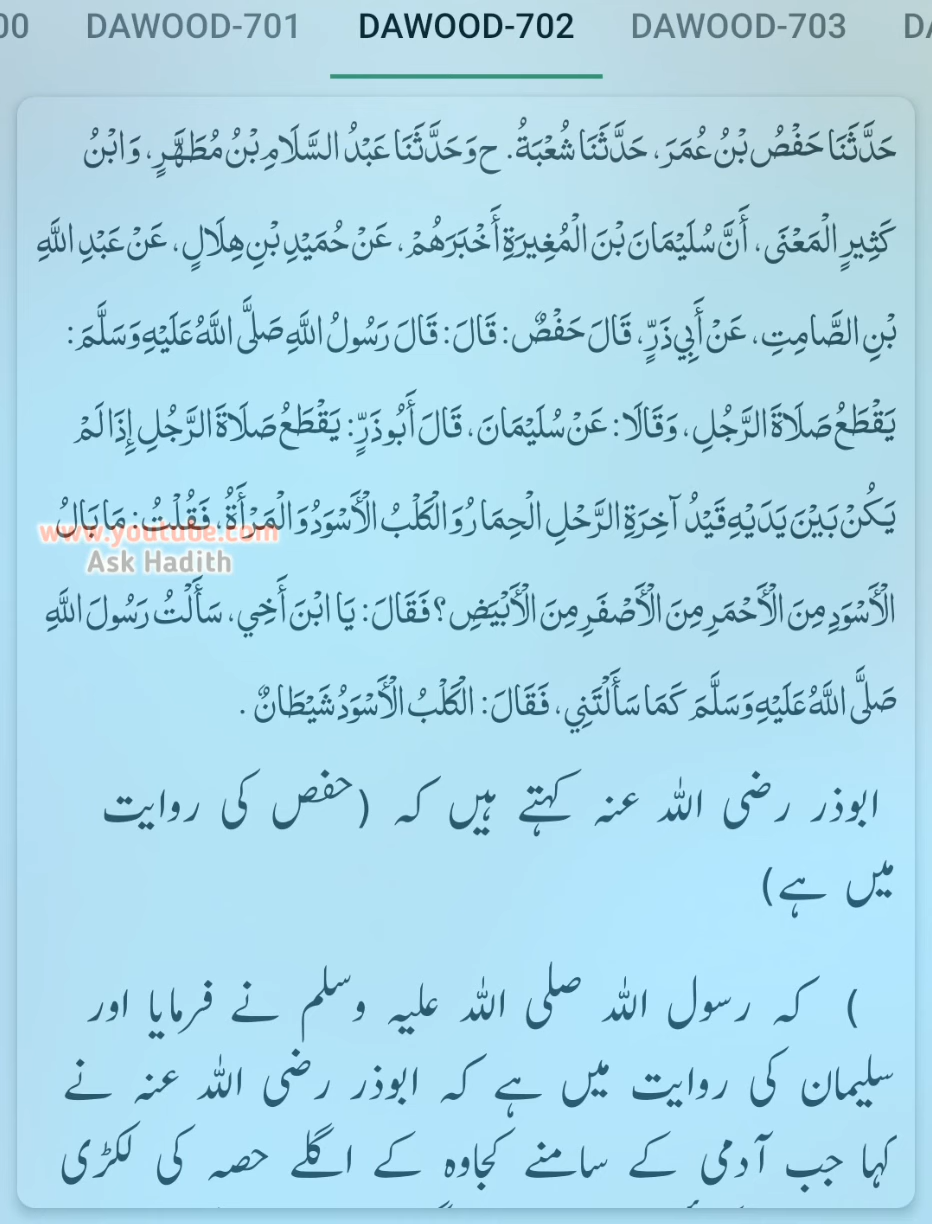 00 DAWOOD-701 DAWOOD-702 DAWOOD-703 DA
حَدَّثَنَا حَفْصُ بْنُ عُمَرَ، حَدَّثَنَا شُعْبَةُ. ح وَحَدَّثَنَا عَبْدُ السَّلَامِ بْنُ مُطَهَّرٍ، وَابْنُ
كَثِيرٍ الْمَعْنَى، أَنَّ سُلَيْمَانَ بْنَ الْمُغِيرَةِ أَخْبَرَهُمْ، عَنْ حُمَيْدِ بْنِ هِلَالٍ، عَنْ عَبْدِ اللَّهِ
بْنِ الصَّامِتِ، عَنْ أَبِي ذَرٍّ، قَالَ حَفْصٌ: قَالَ: قَالَ رَسُولُ اللَّهِ صَلَّى اللَّهُ عَلَيْهِ وَسَلَّمَ:
يَقْطَعُ صَلَاةَ الرَّجُلِ، وَقَالَا: عَنْ سُلَيْمَانَ، قَالَ أَبُو ذَرٍّ: يَقْطَعُ صَلَاةَ الرَّجُلِ إِذَا لَمْ
يَكُنْ بَيْنَ يَدَيْهِ قَيْدُ آخِرَةِ الرَّحْلِ الْحِمَارُ وَالْكَلْبُ الْأَسْوَدُ وَالْمَرْأَةُ، فَقُلْتُ: مَا بَالُ
www.youtube.com
Ask Hadith
الْأَسْوَدِ مِنَ الْأَحْمَرِ مِنَ الْأَصْفَرِ مِنَ الْأَبْيَضِ؟ فَقَالَ: يَا ابْنَ أَخِي، سَأَلْتُ رَسُولَ اللَّهِ
صَلَّى اللَّهُ عَلَيْهِ وَسَلَّمَ كَمَا سَأَلْتَنِي، فَقَالَ: الْكَلْبُ الْأَسْوَدُ شَيْطَانٌ .
ابوذر رضی اللہ عنہ کہتے ہیں کہ (حفص کی روایت
میں ہے)
) کہ رسول اللہ صلی اللہ علیہ وسلم نے فرمایا اور
سلیمان کی روایت میں ہے کہ ابوذر رضی اللہ عنہ نے
کہا جب آدمی کے سامنے کجاوہ کے اگلے حصہ کی لکڑی